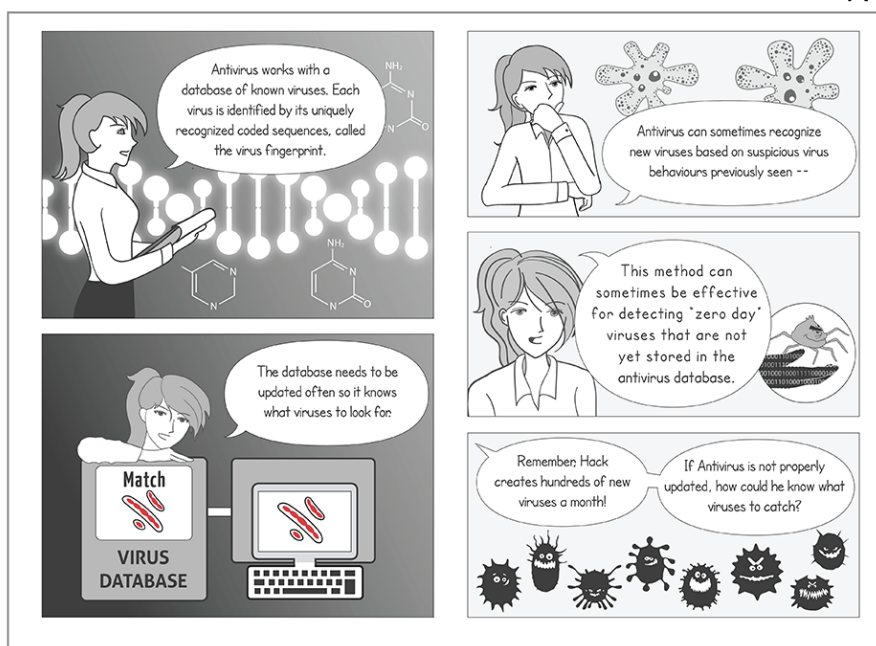 Antivirus works with a
database of known viruses. Each
virus is identified by its uniquely
recognized coded sequences, called
the virus fingerprint.
NH₂
N
N
O
N
N
NH₂
N
N
O
The database needs to be
updated often so it knows
what viruses to look for.
Match
VIRUS
DATABASE
Antivirus can sometimes recognize
new viruses based on suspicious virus
behaviours previously seen --
This method can
sometimes be effective
for detecting "zero day"
viruses that are not
yet stored in the
antivirus database.
Remember, Hack
creates hundreds of new
viruses a month!
If Antivirus is not properly
updated, how could he know what
viruses to catch?